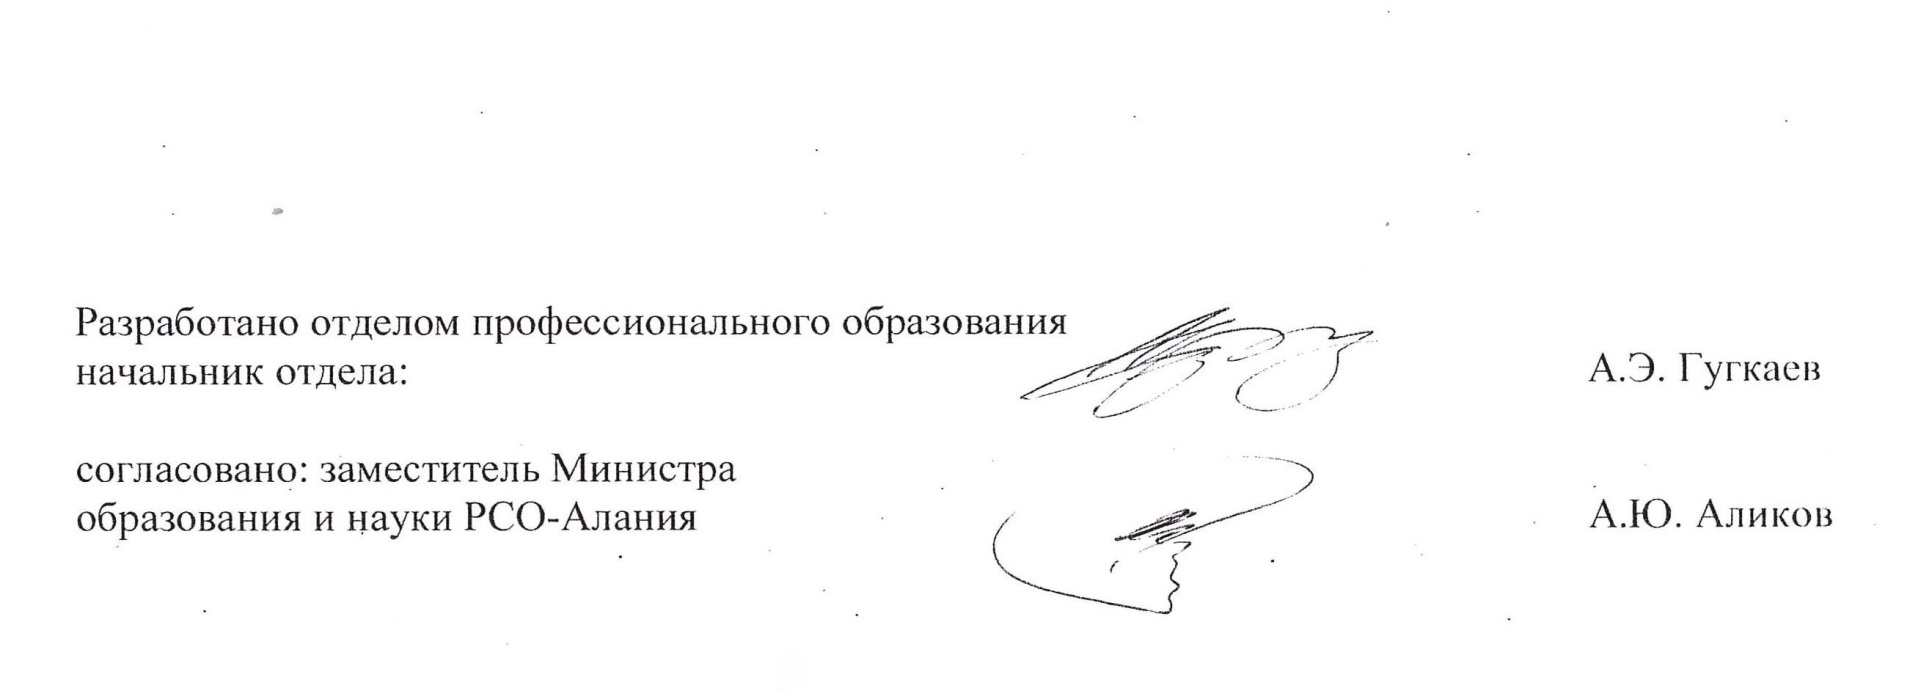 Разработано отделом профессионального образования
начальник отдела: А.Э. Гугкаев
согласовано: заместитель Министра
образования и науки РСО-Алания А.Ю. Аликов